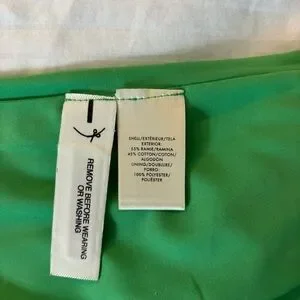 REMOVE BEFORE WEARING
OR WASHING
SHELL/EXTÉRIEUR/TELA
EXTERIOR:
55% RAMIE/RAMINA
45% COTTON/COTON/
ALGODÓN
LINING/DOUBLURE/
FORRO:
100% POLYESTER/
POLYESTER